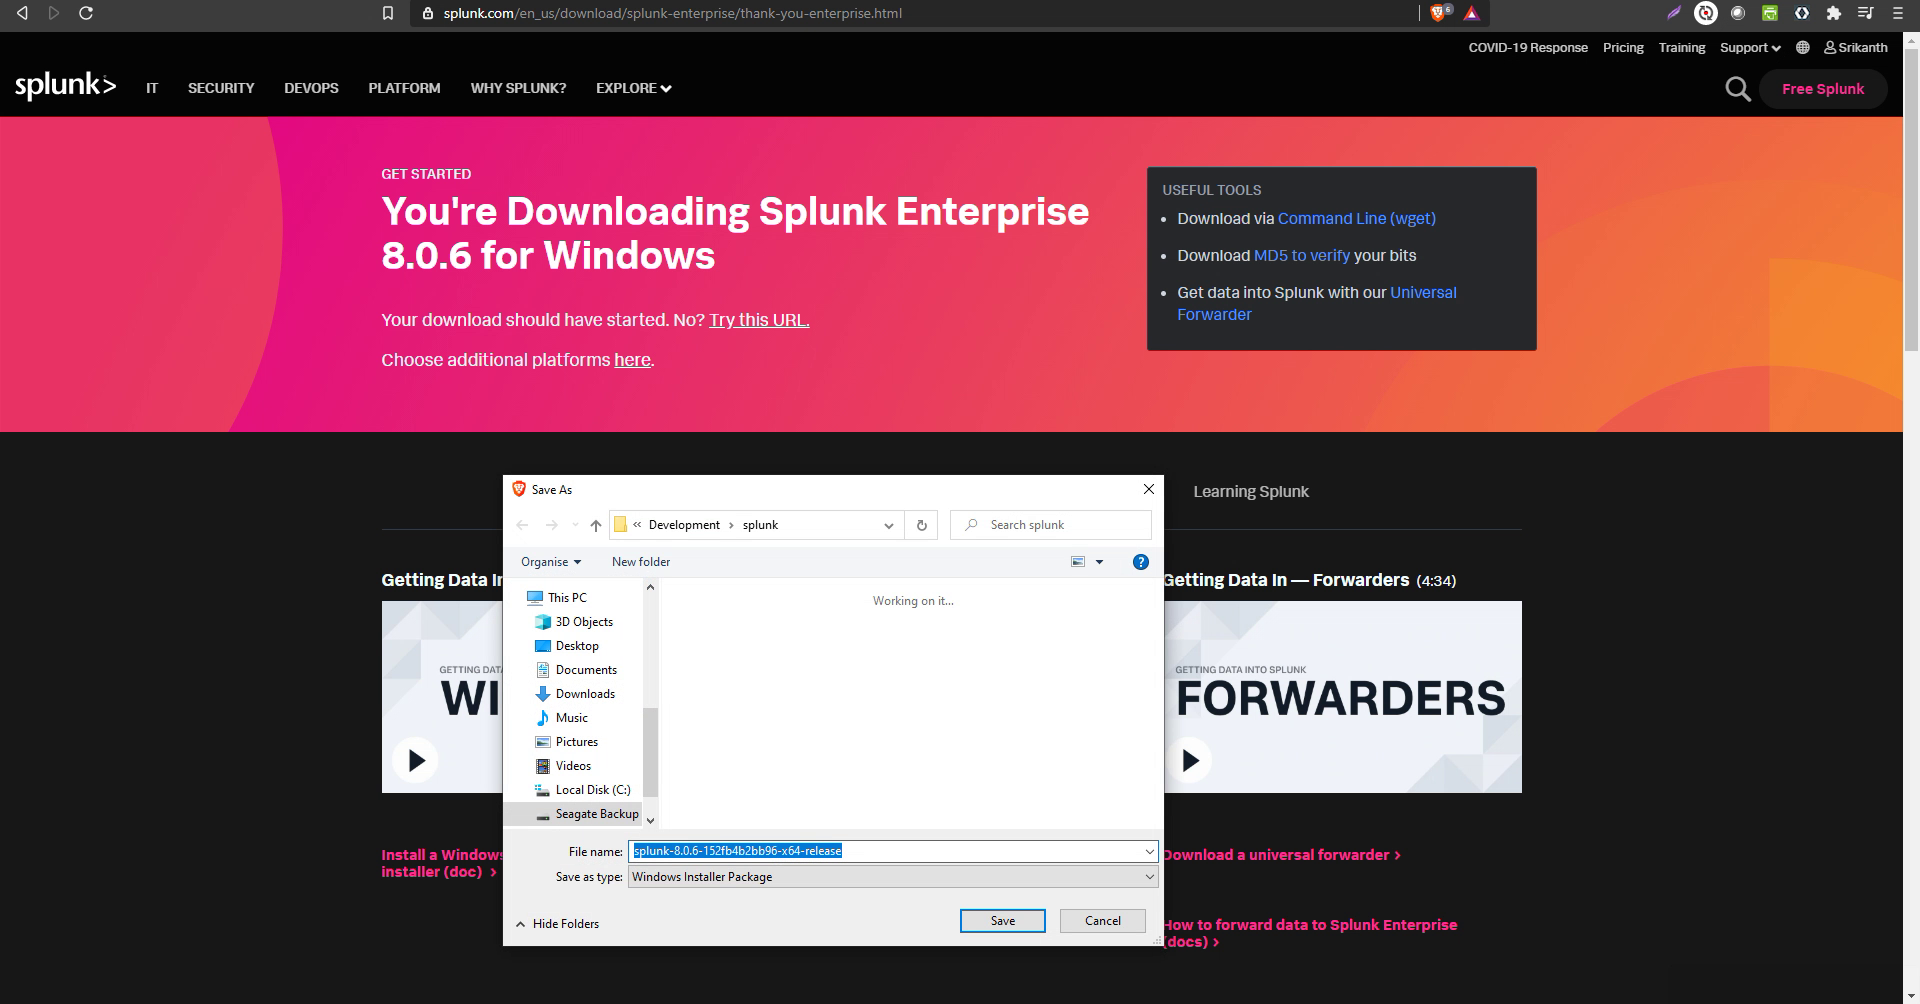 splunk.com/en_us/download/splunk-enterprise/thank-you-enterprise.html
6
COVID-19 Response Pricing Training Support Srikanth
splunk> IT SECURITY DEVOPS PLATFORM WHY SPLUNK? EXPLORE Free Splunk
GET STARTED
You're Downloading Splunk Enterprise
8.0.6 for Windows
Your download should have started. No? Try this URL.
Choose additional platforms here.
USEFUL TOOLS
• Download via Command Line (wget)
• Download MD5 to verify your bits
• Get data into Splunk with our Universal
Forwarder
Learning Splunk
Save As
« Development › splunk
Search splunk
Organise New folder
?
This PC
3D Objects
Desktop
Documents
Downloads
Music
Pictures
Videos
Local Disk (C:)
Seagate Backup
Working on it...
File name: splunk-8.0.6-152fb4b2bb96-x64-release
Save as type: Windows Installer Package
Hide Folders
Save
Cancel
Getting Data In
GETTING DATA
WI
Install a Windows
installer (doc) >
Getting Data In — Forwarders (4:34)
GETTING DATA INTO SPLUNK
FORWARDERS
Download a universal forwarder >
How to forward data to Splunk Enterprise
(docs) >